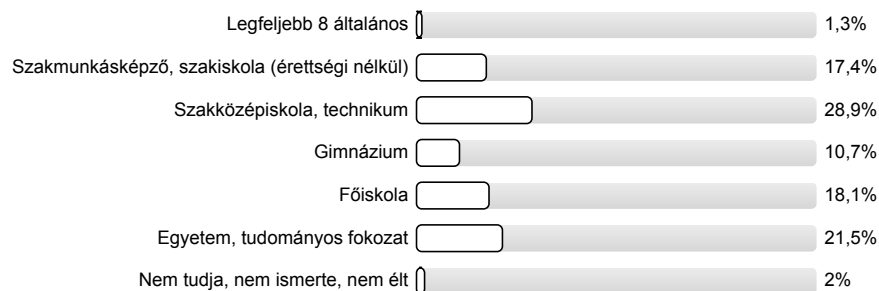 Legfeljebb 8 általános 1,3%
Szakmunkásképző, szakiskola (érettségi nélkül) 17,4%
Szakközépiskola, technikum 28,9%
Gimnázium 10,7%
Főiskola 18,1%
Egyetem, tudományos fokozat 21,5%
Nem tudja, nem ismerte, nem élt 2%